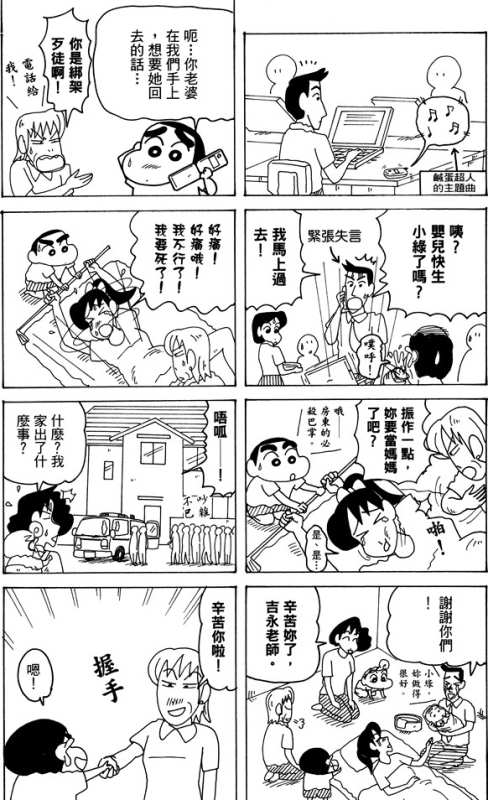 鹹蛋超人
的主題曲
呃…你老婆
在我們手上
，想要她回
去的話…
你是綁架
歹徒啊！
電話給
我！
咦？
嬰兒快生
小綠了嗎？
緊張失言
我馬上過
去！
噗呼！
好痛！
好痛哦！
我不行了！
我要死了！
振作一點，
妳要當媽媽
了吧？
哦
房東的必
殺巴掌。
啪！
是、是…
唔呱——！
吵雜
不已
什麼？我
家出了什
麼事？
謝謝你們
！
小綠，
妳做得
很好。
辛苦妳了，
吉永老師。
辛苦你啦！
握手
嗯！